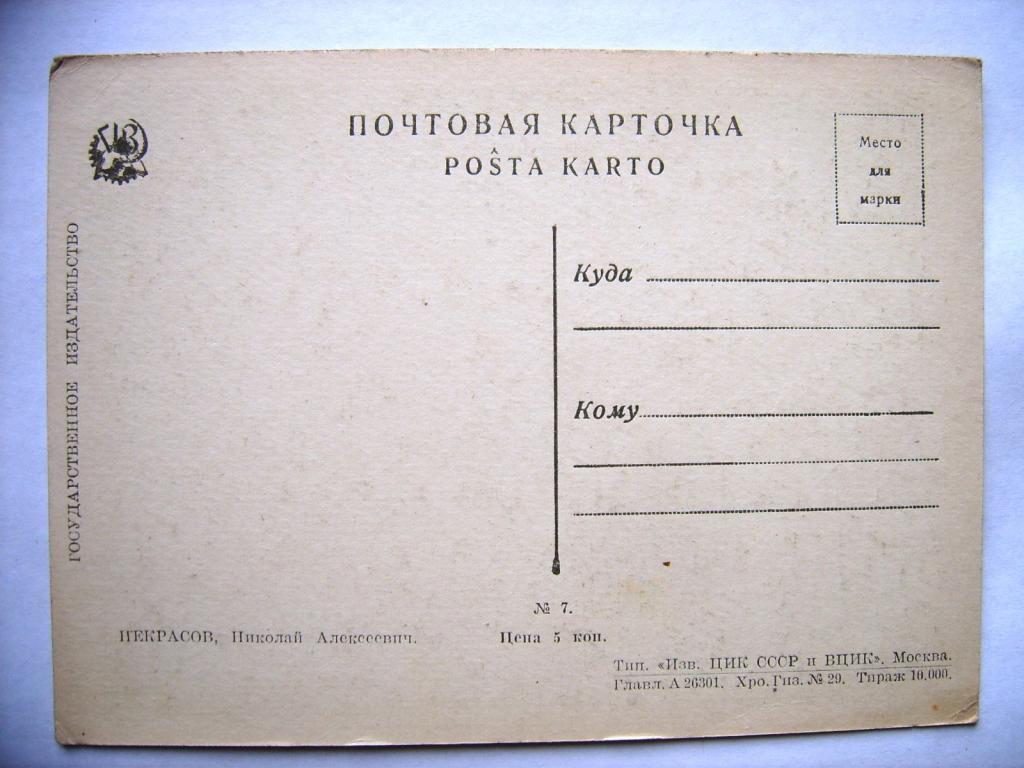 ГИЗ
ПОЧТОВАЯ КАРТОЧКА
POŜTA KARTO
Место
для
марки
ГОСУДАРСТВЕННОЕ ИЗДАТЕЛЬСТВО
Куда
Кому
№ 7.
НЕКРАСОВ, Николай Алексеевич.
Цена 5 коп.
Тип. «Изв. ЦИК СССР и ВЦИК». Москва.
Главл. А 26301. Хро. Гиз. № 29. Тираж 10.000.